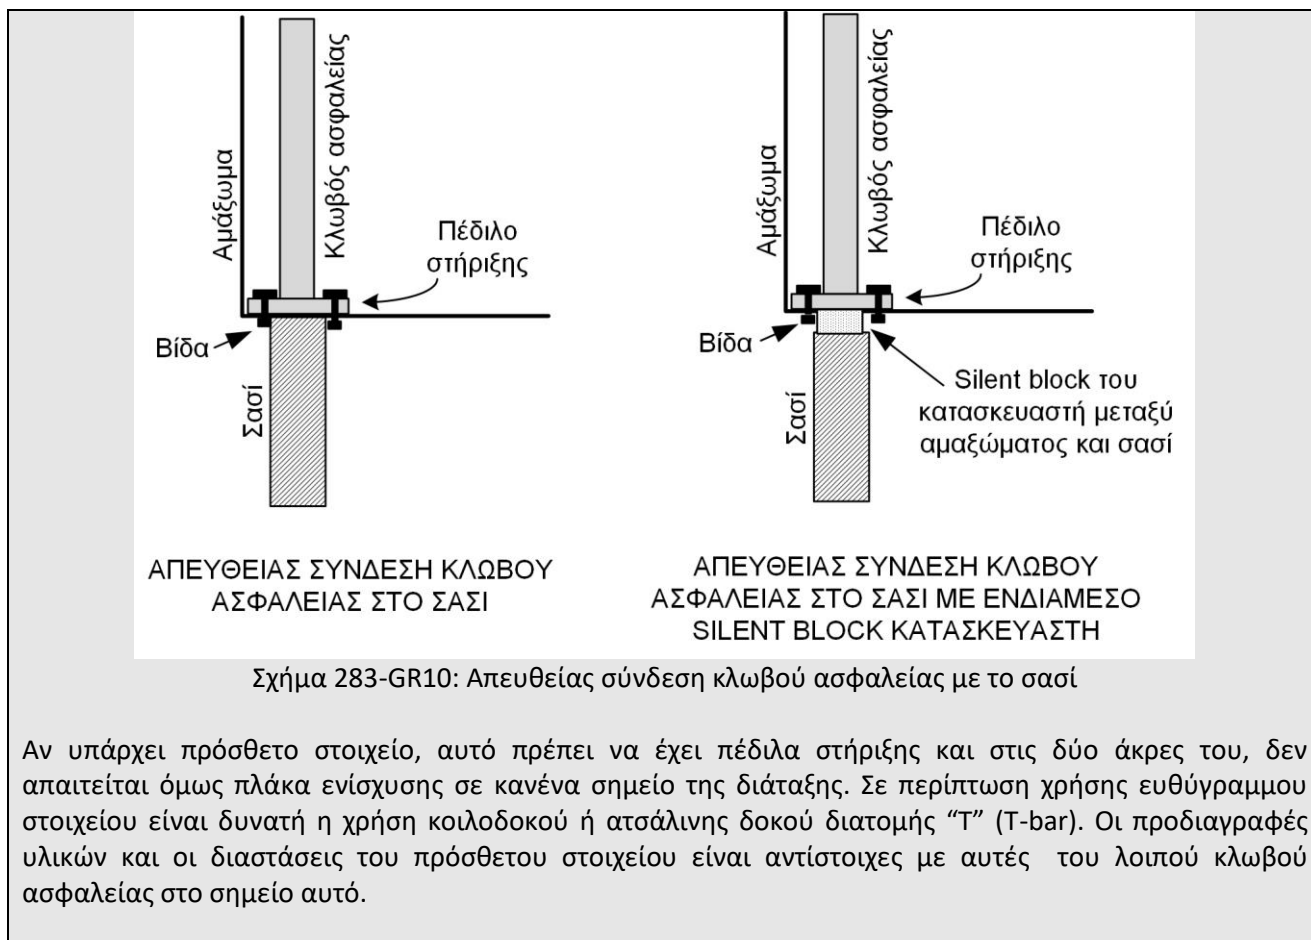 Αμάξωμα
Κλωβός ασφαλείας
Πέδιλο
στήριξης
Βίδα
Σασί
ΑΠΕΥΘΕΙΑΣ ΣΥΝΔΕΣΗ ΚΛΩΒΟΥ
ΑΣΦΑΛΕΙΑΣ ΣΤΟ ΣΑΣΙ
Αμάξωμα
Κλωβός ασφαλείας
Πέδιλο
στήριξης
Βίδα
Σασί
Silent block του
κατασκευαστή μεταξύ
αμαξώματος και σασί
ΑΠΕΥΘΕΙΑΣ ΣΥΝΔΕΣΗ ΚΛΩΒΟΥ
ΑΣΦΑΛΕΙΑΣ ΣΤΟ ΣΑΣΙ ΜΕ ΕΝΔΙΑΜΕΣΟ
SILENT BLOCK ΚΑΤΑΣΚΕΥΑΣΤΗ
Σχήμα 283-GR10: Απευθείας σύνδεση κλωβού ασφαλείας με το σασί
Αν υπάρχει πρόσθετο στοιχείο, αυτό πρέπει να έχει πέδιλα στήριξης και στις δύο άκρες του, δεν
απαιτείται όμως πλάκα ενίσχυσης σε κανένα σημείο της διάταξης. Σε περίπτωση χρήσης ευθύγραμμου
στοιχείου είναι δυνατή η χρήση κοιλοδοκού ή ατσάλινης δοκού διατομής “T” (T-bar). Οι προδιαγραφές
υλικών και οι διαστάσεις του πρόσθετου στοιχείου είναι αντίστοιχες με αυτές του λοιπού κλωβού
ασφαλείας στο σημείο αυτό.